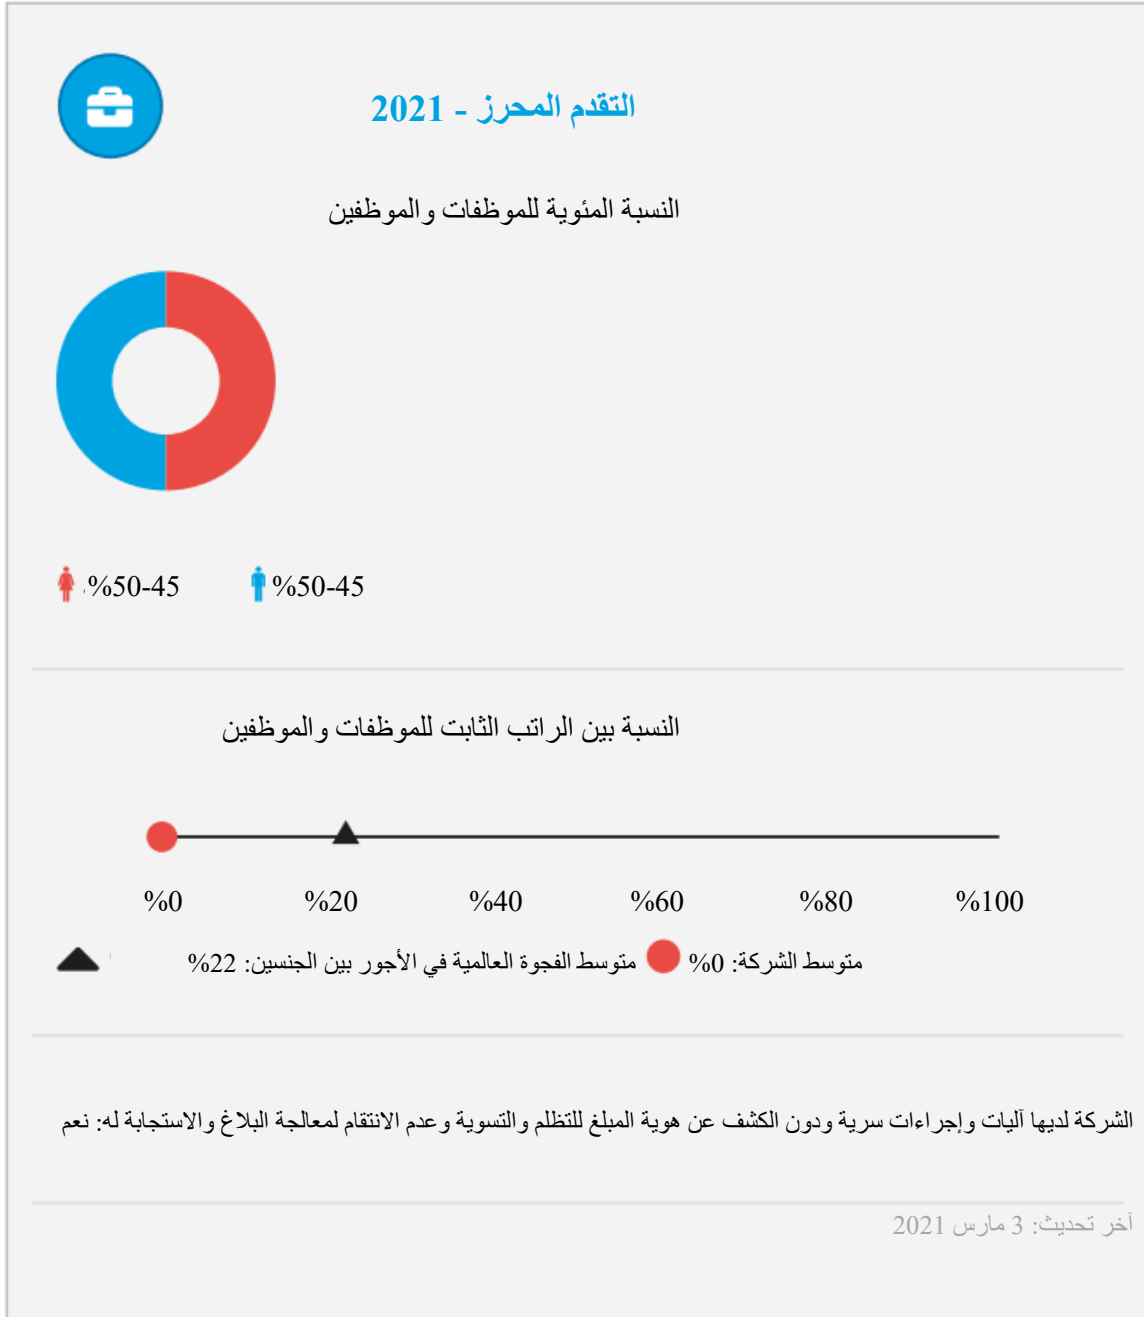 التقدم المحرز - 2021
النسبة المئوية للموظفات والموظفين
%50-45 %50-45
النسبة بين الراتب الثابت للموظفات والموظفين
%0 %20 %40 %60 %80 %100
متوسط الشركة: 0% متوسط الفجوة العالمية في الأجور بين الجنسين: 22%
الشركة لديها آليات وإجراءات سرية ودون الكشف عن هوية المبلغ للتظلم والتسوية وعدم الانتقام لمعالجة البلاغ والاستجابة له: نعم
آخر تحديث: 3 مارس 2021